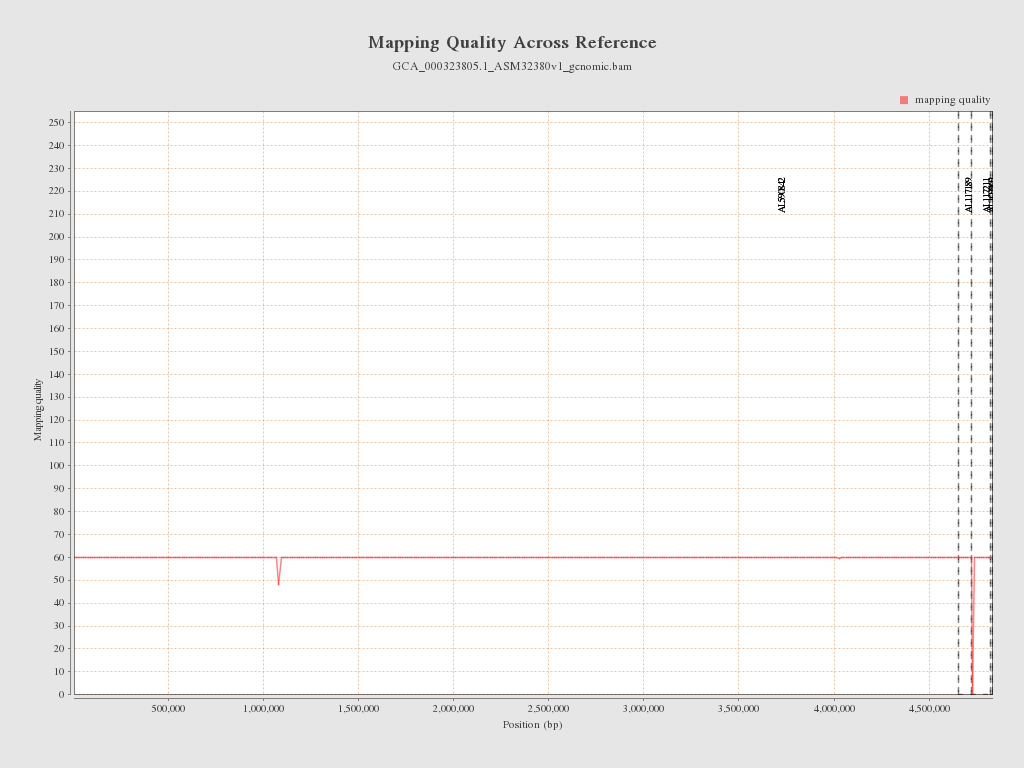 Mapping Quality Across Reference
GCA_000323805.1_ASM32380v1_genomic.bam
mapping quality
250
240
230
220
210
200
190
180
170
160
150
140
130
120
110
100
90
80
70
60
50
40
30
20
10
0
Mapping quality
AL590842
AL117189
AL117211
500,000 1,000,000 1,500,000 2,000,000 2,500,000 3,000,000 3,500,000 4,000,000 4,500,000
Position (bp)